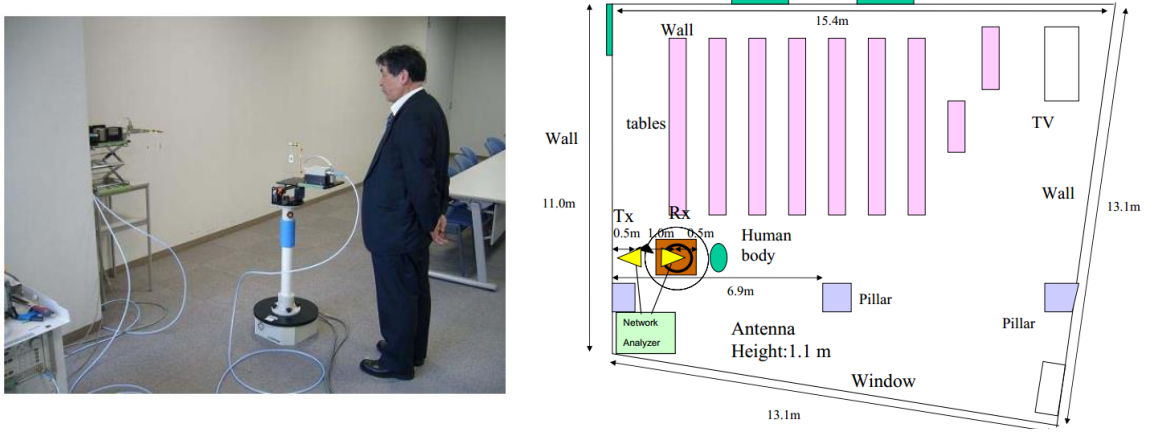 15.4m
Wall
tables
TV
Wall
Wall
11.0m
13.1m
Tx
Rx
0.5m
1.0m
0.5m
Human
body
6.9m
Pillar
Pillar
Network
Analyzer
Antenna
Height:1.1 m
Window
13.1m